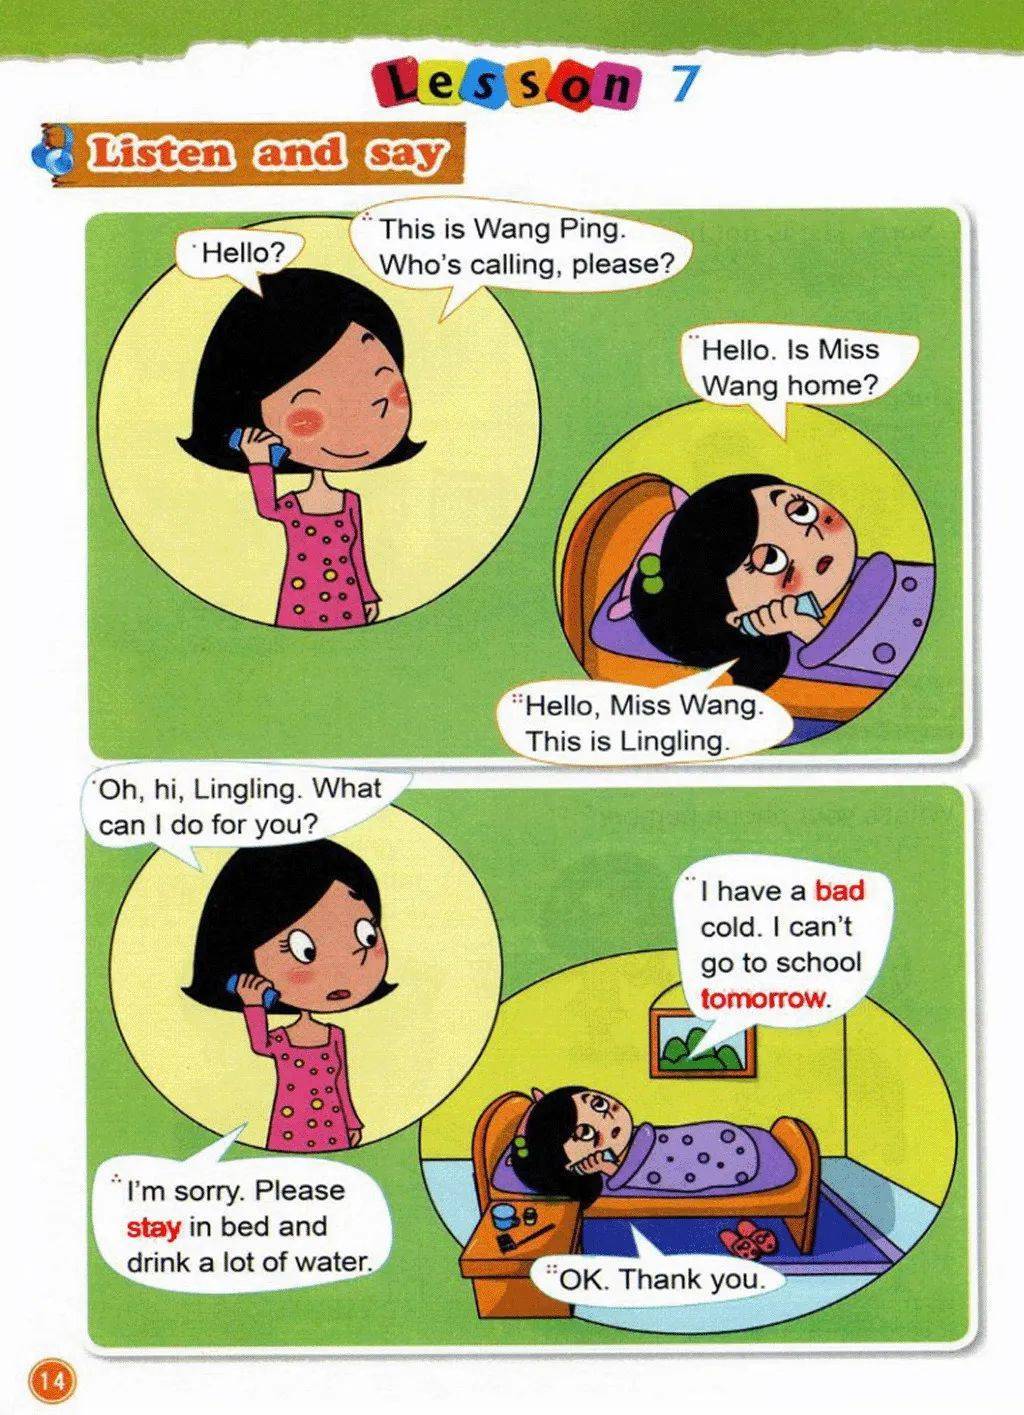 Lesson 7
Listen and say
Hello?
Hello. Is Miss
Wang home?
This is Wang Ping.
Who's calling, please?
Hello, Miss Wang.
This is Lingling.
Oh, hi, Lingling. What
can I do for you?
I have a bad
cold. I can't
go to school
tomorrow.
I'm sorry. Please
stay in bed and
drink a lot of water.
OK. Thank you.
14